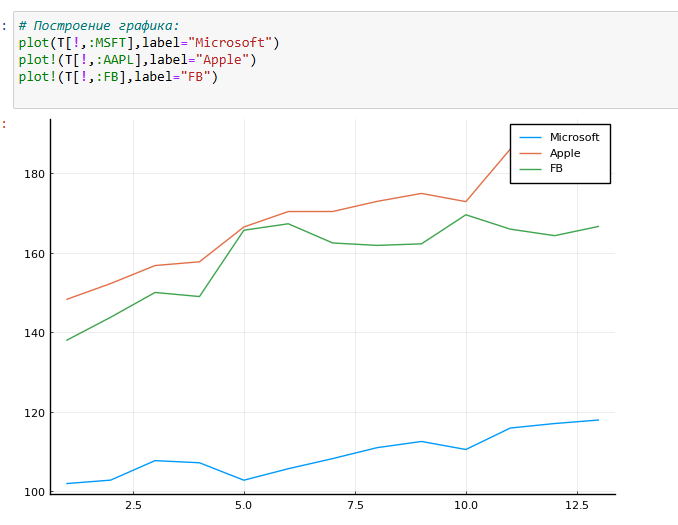 : # Построение графика:
plot(T[!,:MSFT],label="Microsoft")
plot!(T[!,:AAPL],label="Apple")
plot!(T[!,:FB],label="FB")
:
Microsoft
Apple
FB
180
160
140
120
100
2.5 5.0 7.5 10.0 12.5